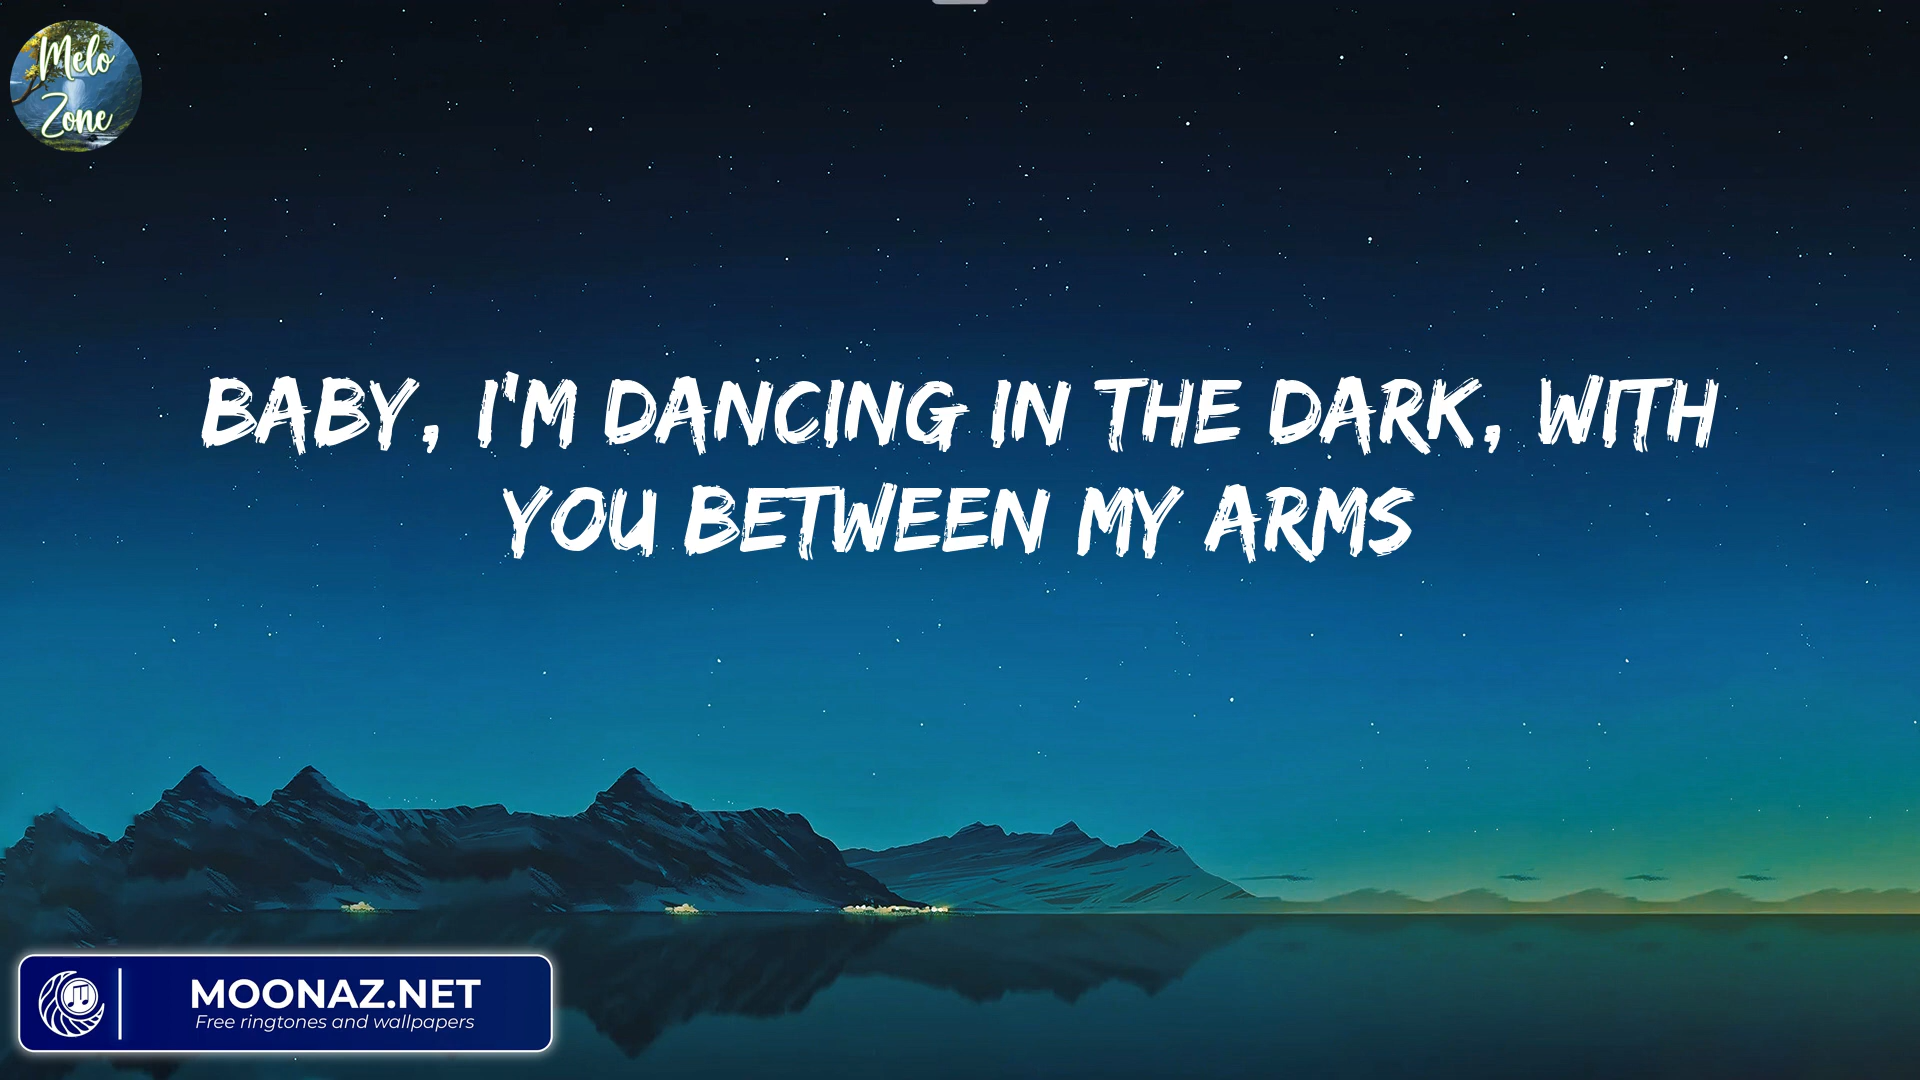 Melo
Zone
BABY, I'M DANCING IN THE DARK, WITH
YOU BETWEEN MY ARMS
MOONAZ.NET
Free ringtones and wallpapers